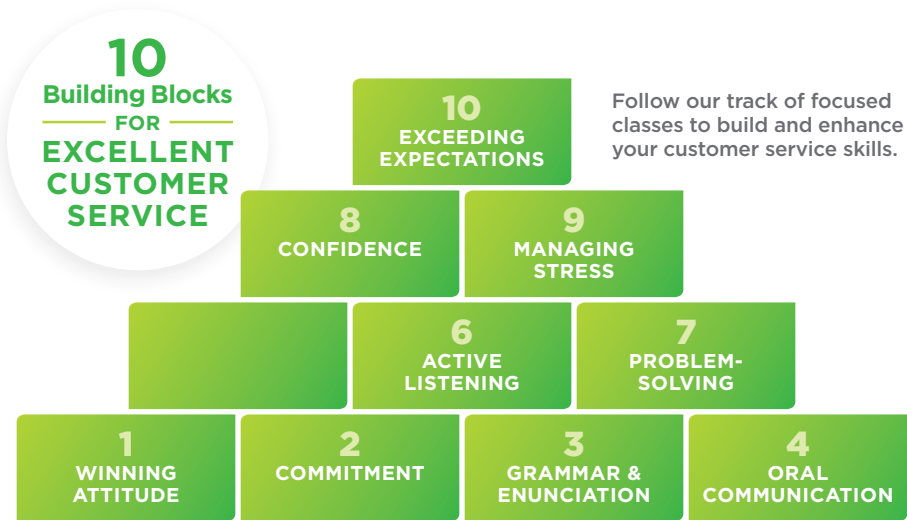 10
Building Blocks
FOR
EXCELLENT
CUSTOMER
SERVICE
Follow our track of focused
classes to build and enhance
your customer service skills.
10
EXCEEDING
EXPECTATIONS
8
CONFIDENCE
9
MANAGING
STRESS
6
ACTIVE
LISTENING
7
PROBLEM-
SOLVING
1
WINNING
ATTITUDE
2
COMMITMENT
3
GRAMMAR &
ENUNCIATION
4
ORAL
COMMUNICATION